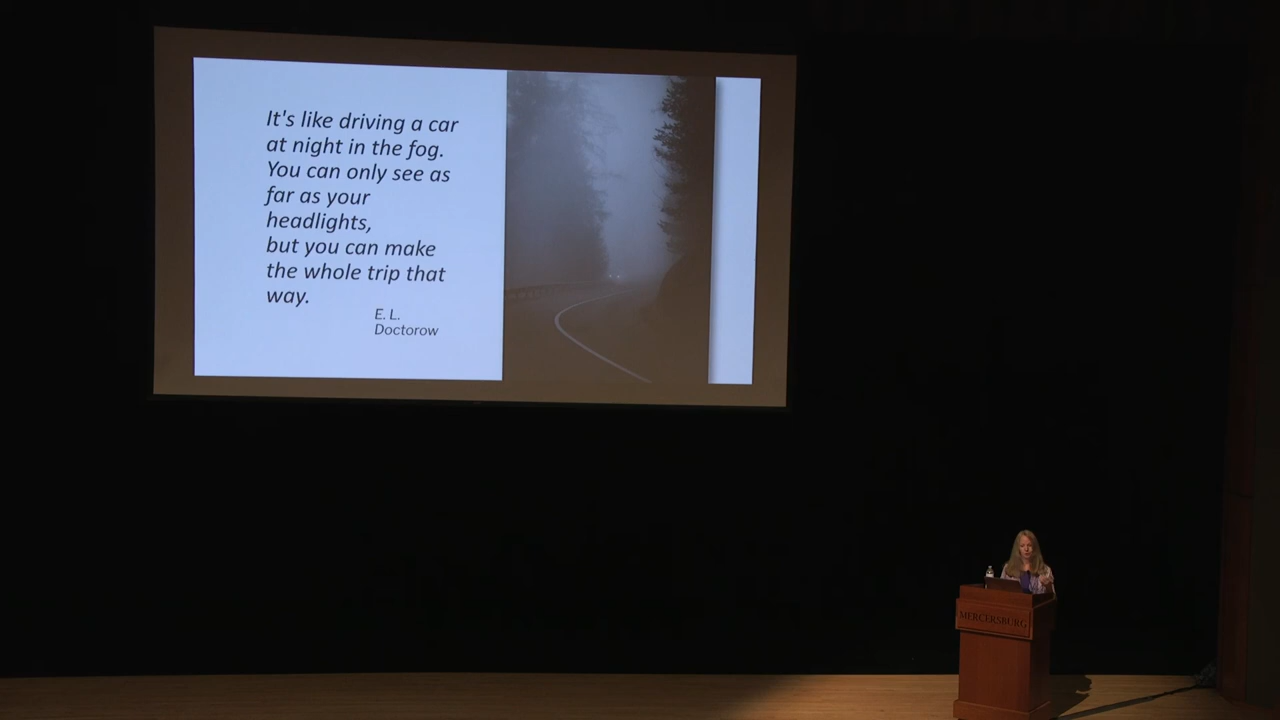 It's like driving a car
at night in the fog.
You can only see as
far as your
headlights,
but you can make
the whole trip that
way.
E. L.
Doctorow
MERCERSBURG